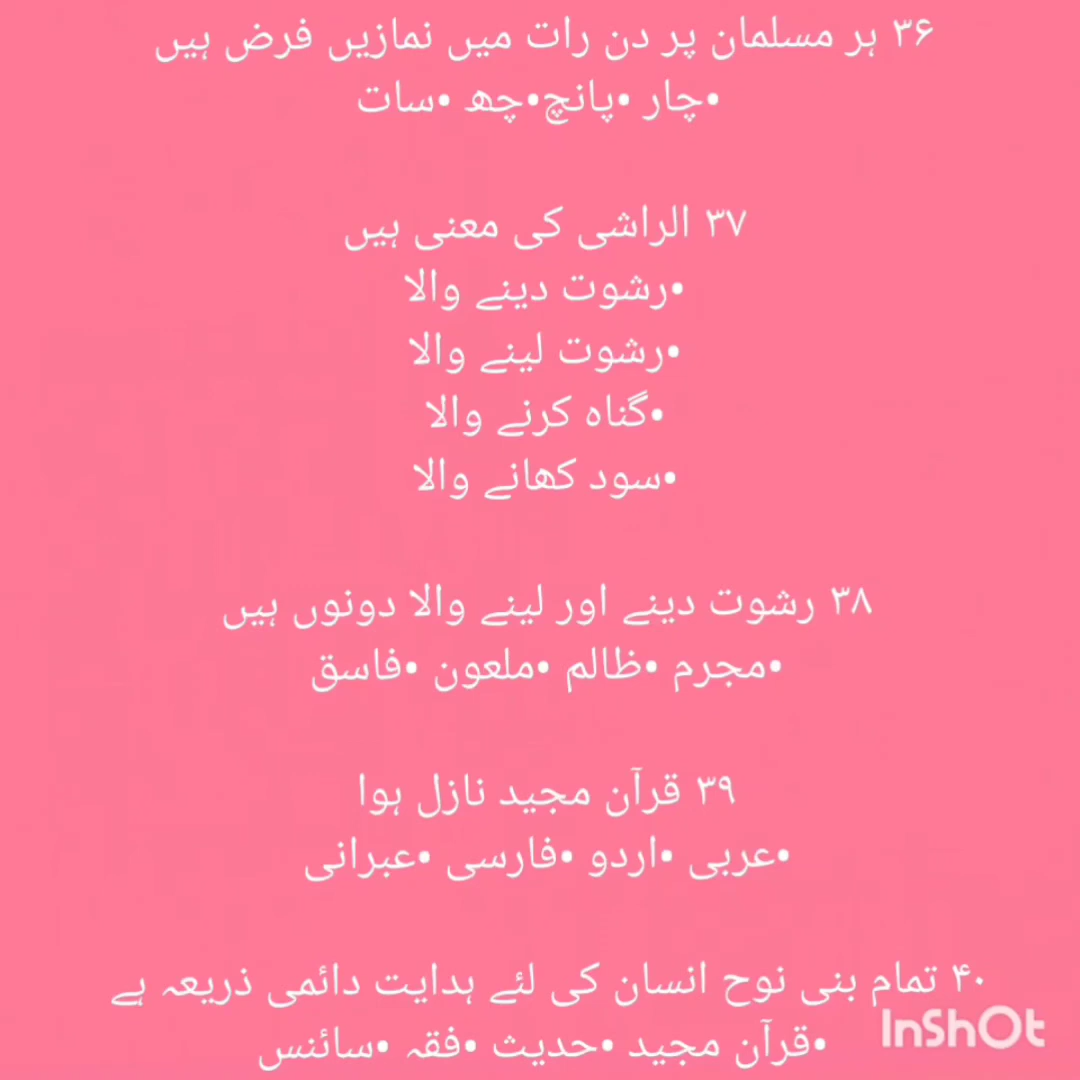 ۳۶ ہر مسلمان پر دن رات میں نمازیں فرض ہیں
•چار •پانچ•چھ •سات
۳۷ الراشی کی معنی ہیں
•رشوت دینے والا
•رشوت لینے والا
•گناہ کرنے والا
•سود کھانے والا
۳۸ رشوت دینے اور لینے والا دونوں ہیں
•مجرم •ظالم •ملعون •فاسق
۳۹ قرآن مجید نازل ہوا
•عربی •اردو •فارسی •عبرانی
۴۰ تمام بنی نوح انسان کی لئے ہدایت دائمی ذریعہ ہے
•قرآن مجید •حدیث •فقہ •سائنس
InShOt